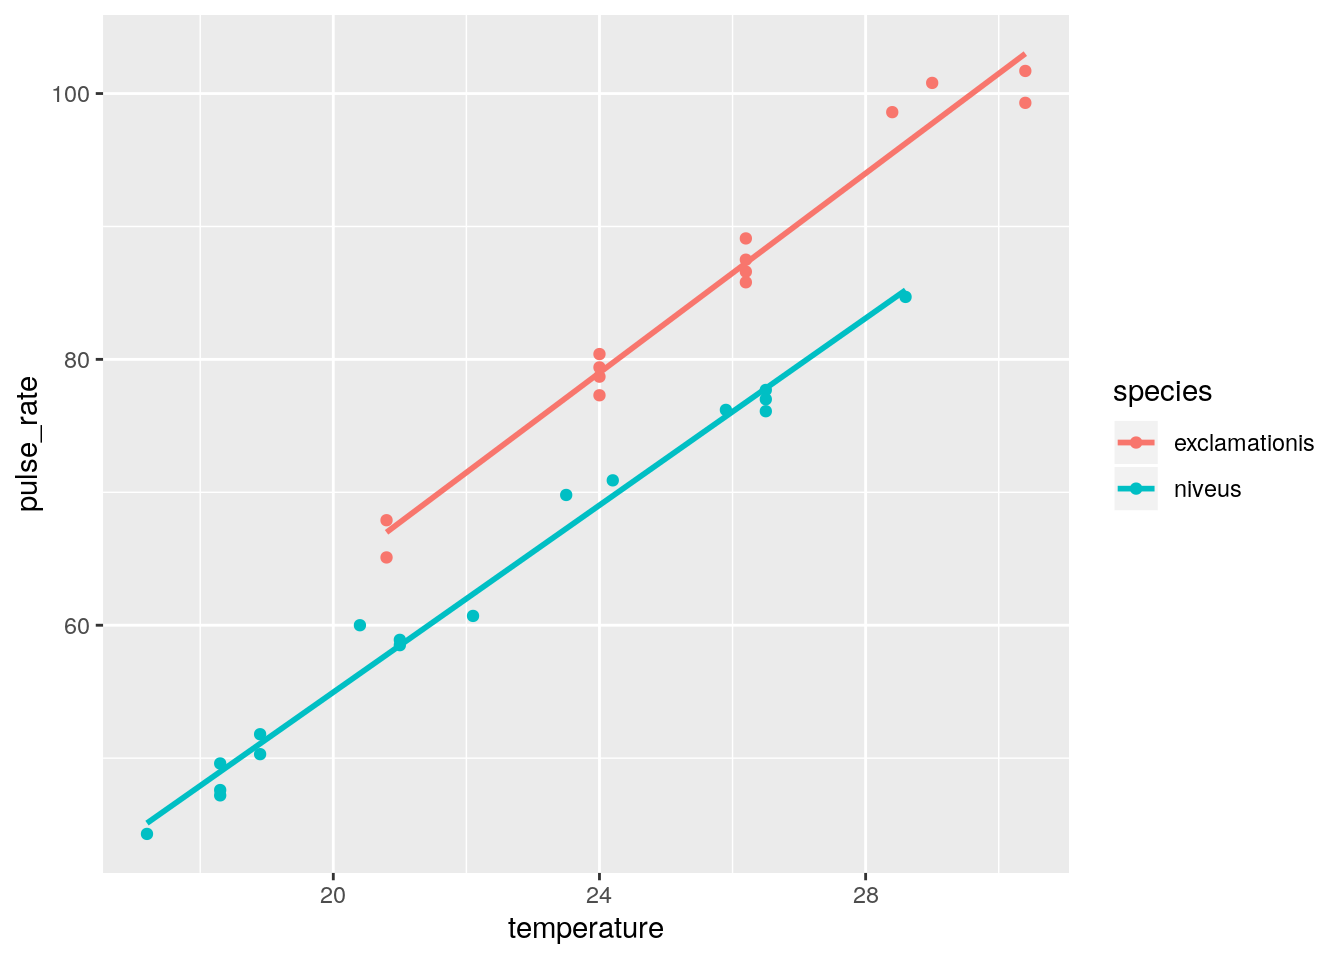 100
80
60
pulse_rate
20 24 28
temperature
species
exclamationis
niveus